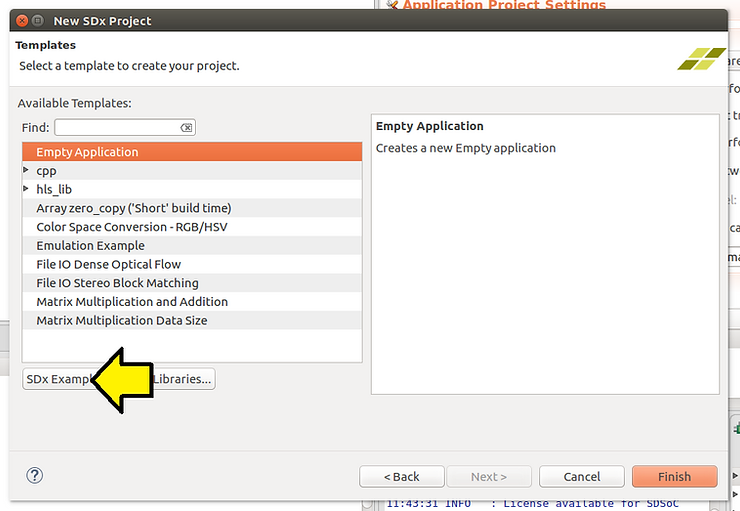 Application Project Settings
New SDx Project
Templates
Select a template to create your project.
Available Templates:
Find:
Empty Application
cpp
hls_lib
Array zero_copy ('Short' build time)
Color Space Conversion - RGB/HSV
Emulation Example
File IO Dense Optical Flow
File IO Stereo Block Matching
Matrix Multiplication and Addition
Matrix Multiplication Data Size
Empty Application
Creates a new Empty application
SDx Exampl
Libraries...
?
< Back
Next >
Cancel
Finish
11:43:31 INFO : License available for SDSoC